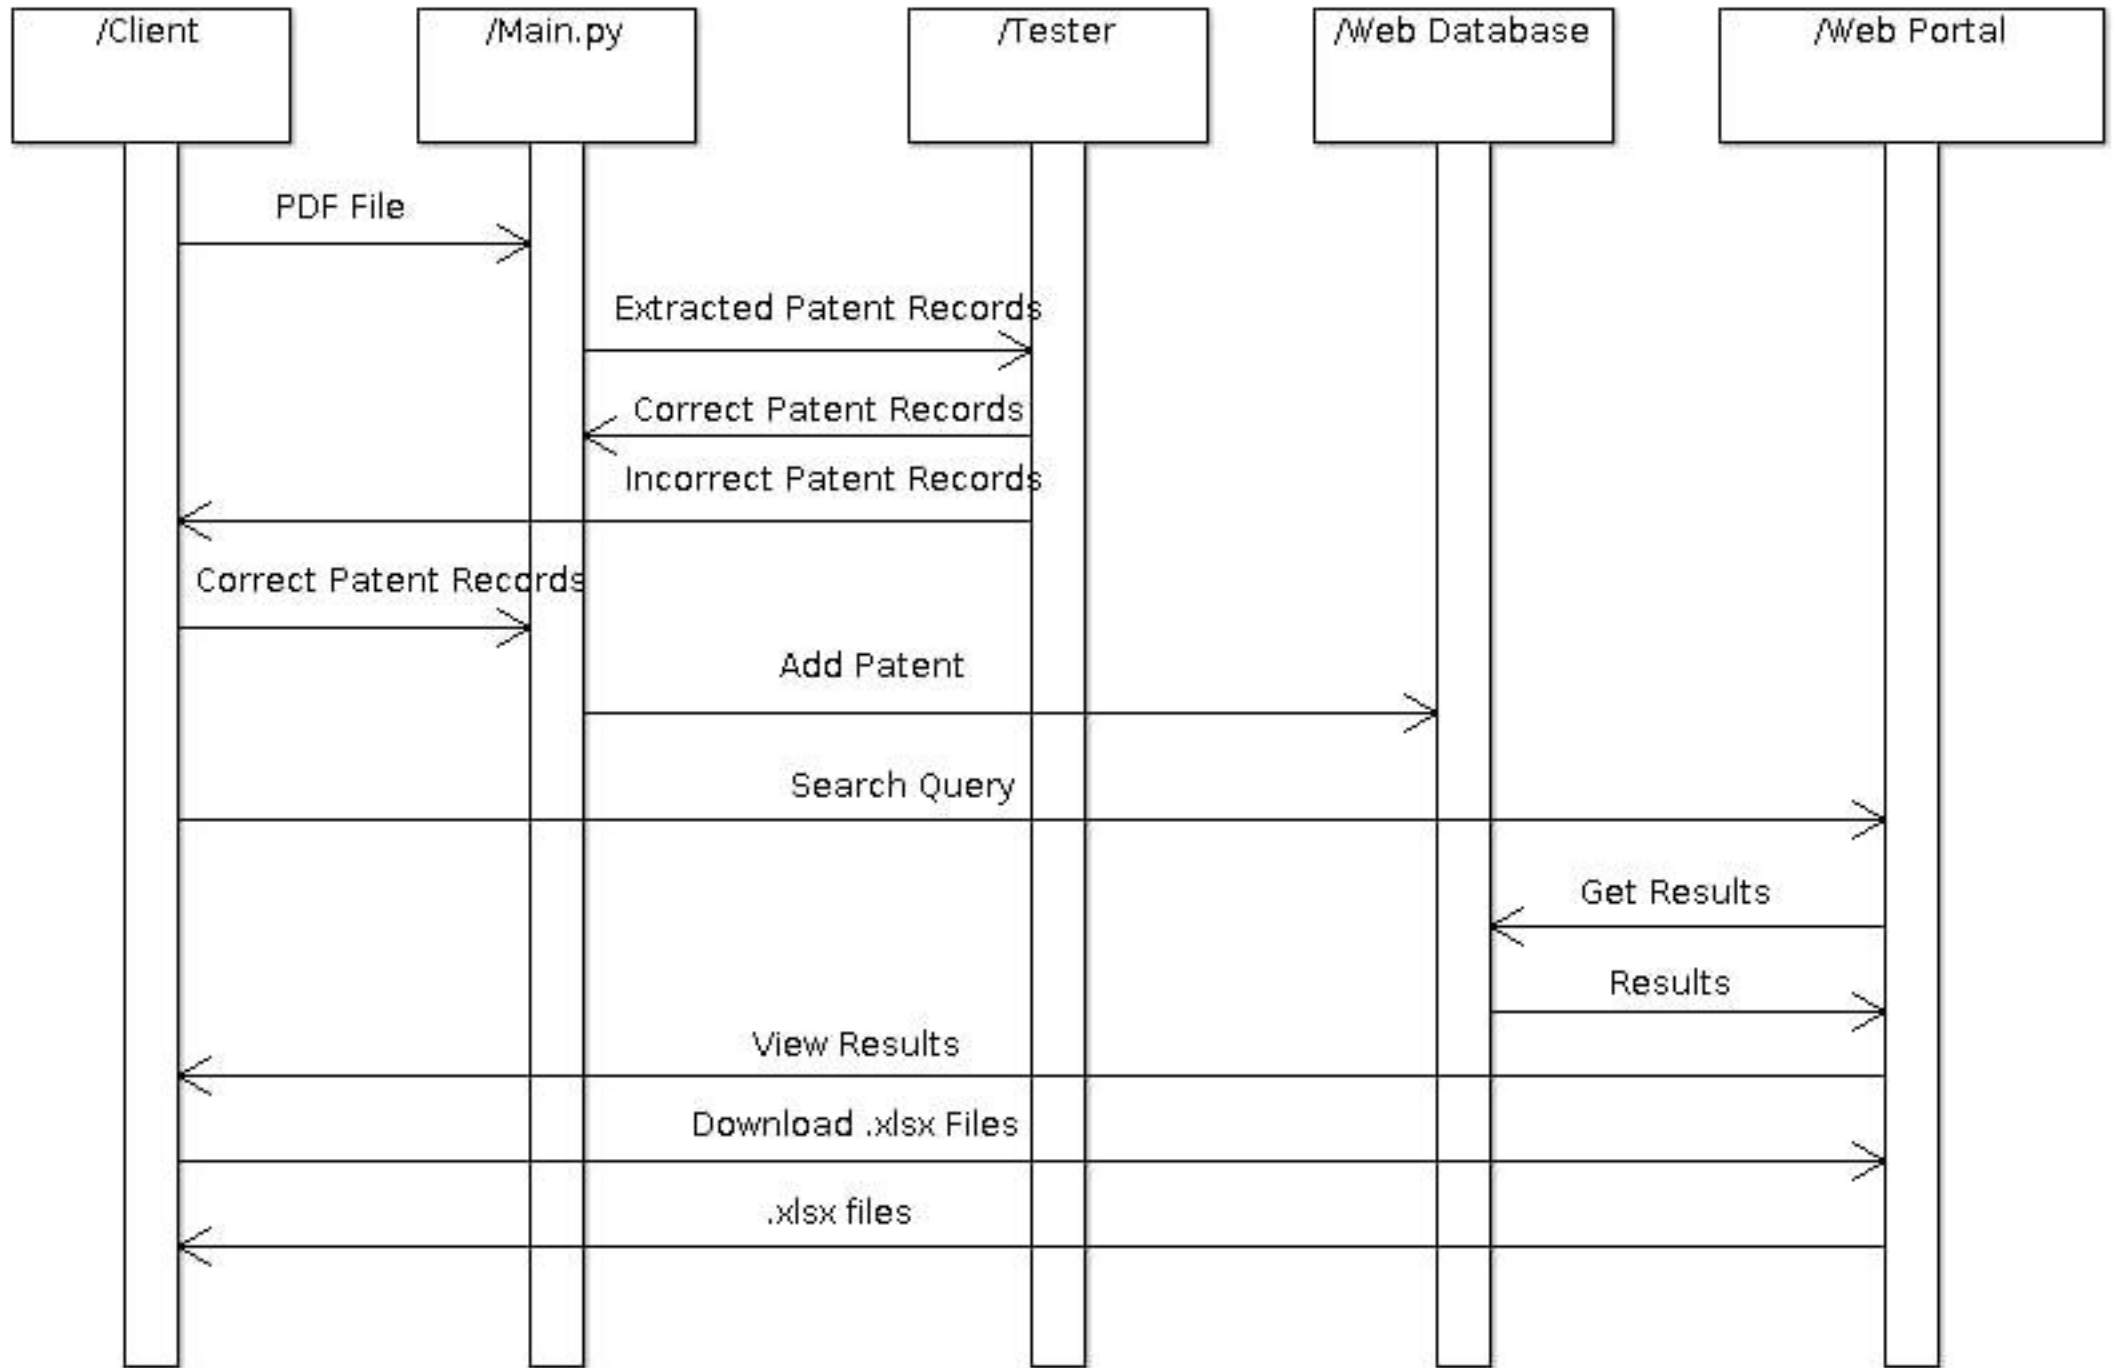 /Client
/Main.py
/Tester
/Web Database
/Web Portal
PDF File
Extracted Patent Records
Correct Patent Records
Incorrect Patent Records
Correct Patent Records
Add Patent
Search Query
Get Results
Results
View Results
Download .xlsx Files
.xlsx files